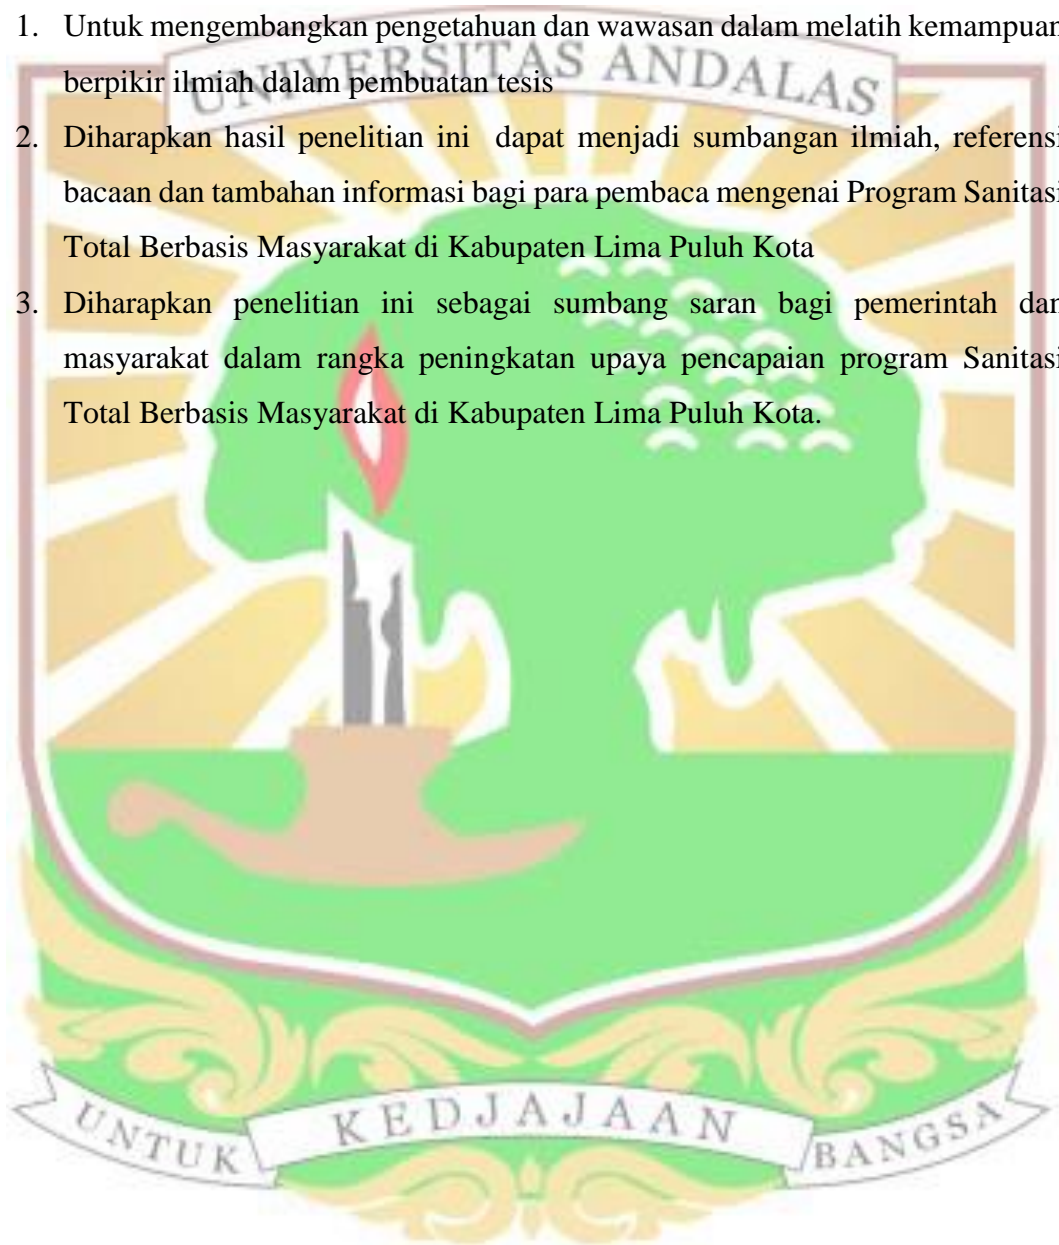 1. Untuk mengembangkan pengetahuan dan wawasan dalam melatih kemampuan
berpikir ilmiah dalam pembuatan tesis
2. Diharapkan hasil penelitian ini dapat menjadi sumbangan ilmiah, referensi
bacaan dan tambahan informasi bagi para pembaca mengenai Program Sanitasi
Total Berbasis Masyarakat di Kabupaten Lima Puluh Kota
3. Diharapkan penelitian ini sebagai sumbang saran bagi pemerintah dan
masyarakat dalam rangka peningkatan upaya pencapaian program Sanitasi
Total Berbasis Masyarakat di Kabupaten Lima Puluh Kota.
UNIVERSITAS ANDALAS
UNTUK KEDJAJAAN BANGSA